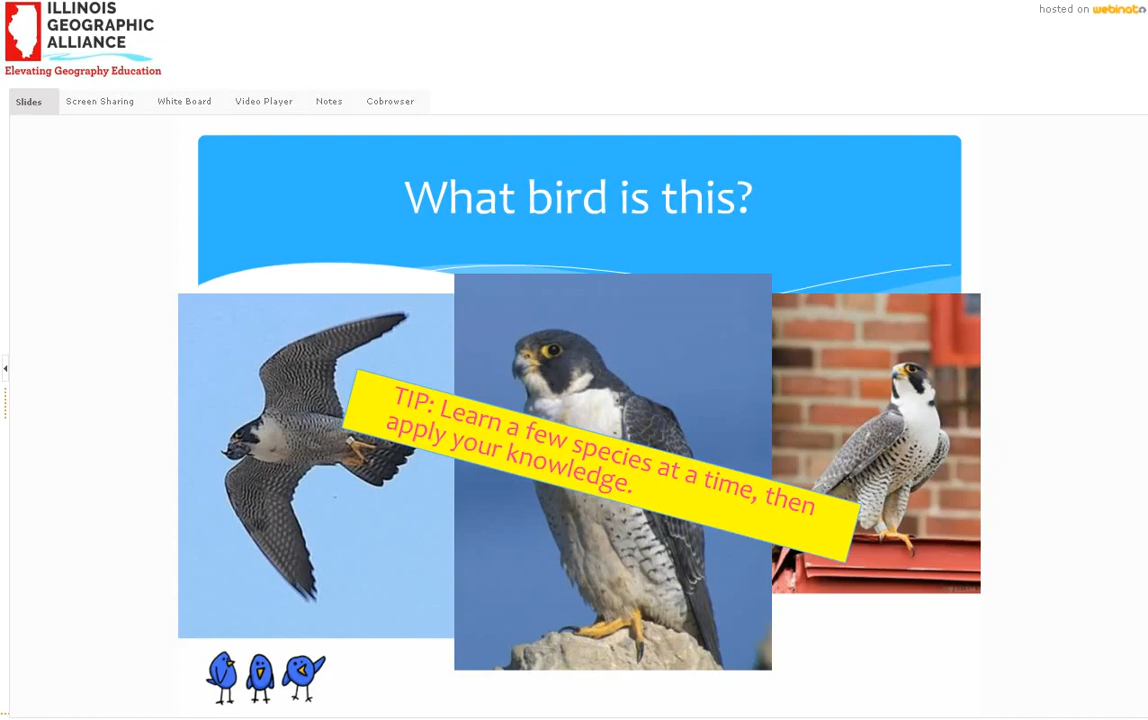 ILLINOIS
GEOGRAPHIC
ALLIANCE
Elevating Geography Education
hosted on webinato
Slides
Screen Sharing
White Board
Video Player
Notes
Cobrowser
What bird is this?
TIP: Learn a few species at a time, then
apply your knowledge.